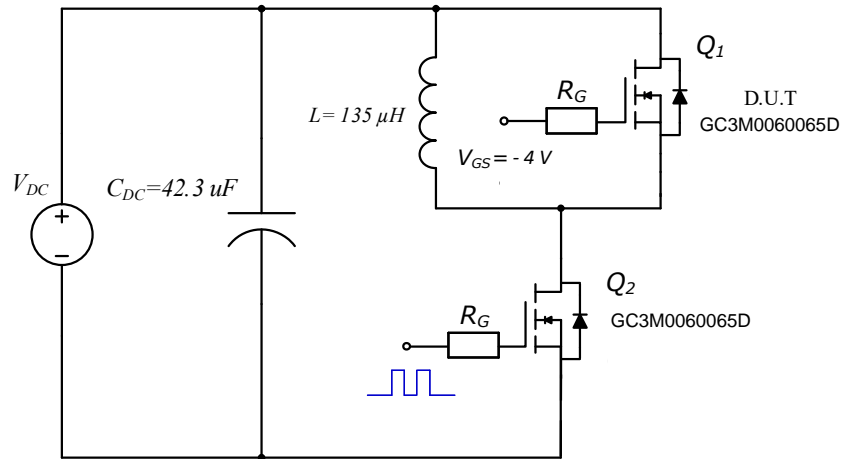 Q1
RG
D.U.T
GC3M0060065D
L= 135 µH
VGS = - 4 V
VDC
CDC=42.3 uF
+
−
Q2
RG
GC3M0060065D